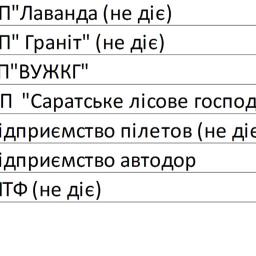 П"Лаванда (не діє)
П" Граніт" (не діє)
П"ВУЖКГ"
П "Саратське лісове господ
ідприємство пілетов (не діє
ідприємство автодор
ПТФ (не діє)